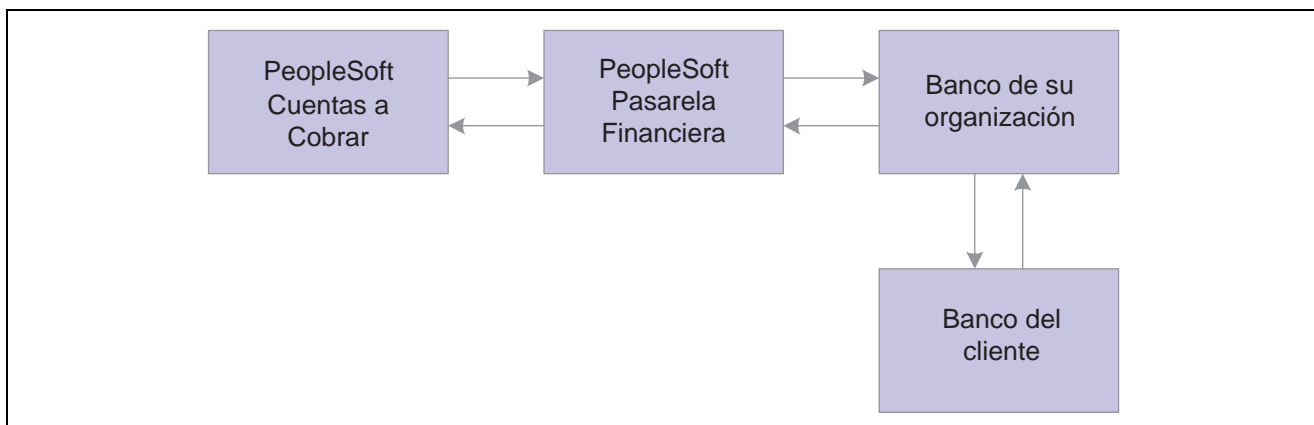 PeopleSoft
Cuentas a
Cobrar
PeopleSoft
Pasarela
Financiera
Banco de su
organización
Banco del
cliente